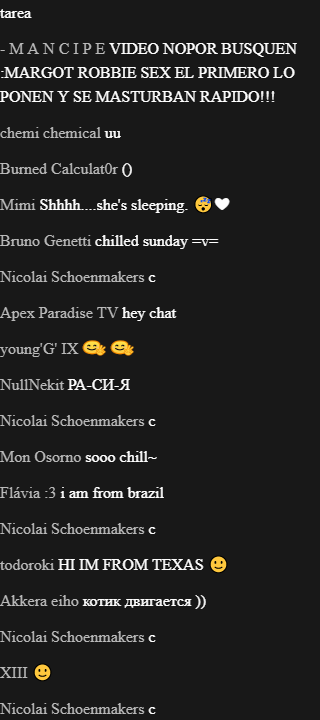 tarea
- M A N C I P E VIDEO NOPOR BUSQUEN
:MARGOT ROBBIE SEX EL PRIMERO LO
PONEN Y SE MASTURBAN RAPIDO!!!
chemi chemical uu
Burned Calculat0r ()
Mimi Shhhh....she's sleeping. 😴🤍
Bruno Genetti chilled sunday =v=
Nicolai Schoenmakers c
Apex Paradise TV hey chat
young'G' IX 🤗 🤗
NullNekit РА-СИ-Я
Nicolai Schoenmakers c
Mon Osorno sooo chill~
Flávia :3 i am from brazil
Nicolai Schoenmakers c
todoroki HI IM FROM TEXAS 🙂
Akkera eiho котик двигается ))
Nicolai Schoenmakers c
XIII 🙂
Nicolai Schoenmakers c